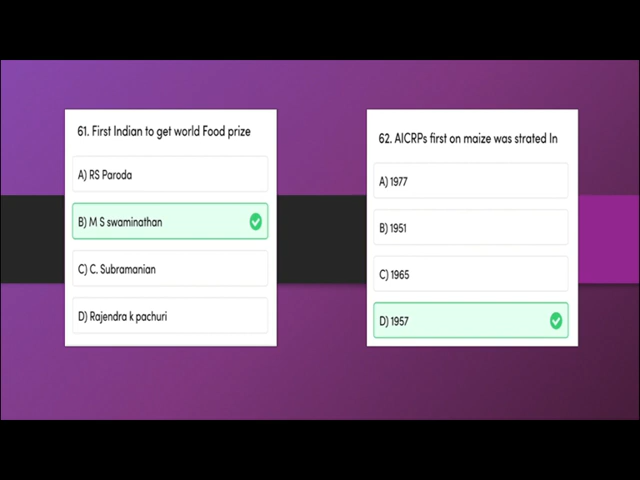 61. First Indian to get world Food prize
A) RS Paroda
B) M S swaminathan
C) C. Subramanian
D) Rajendra k pachuri
62. AICRPs first on maize was strated In
A) 1977
B) 1951
C) 1965
D) 1957